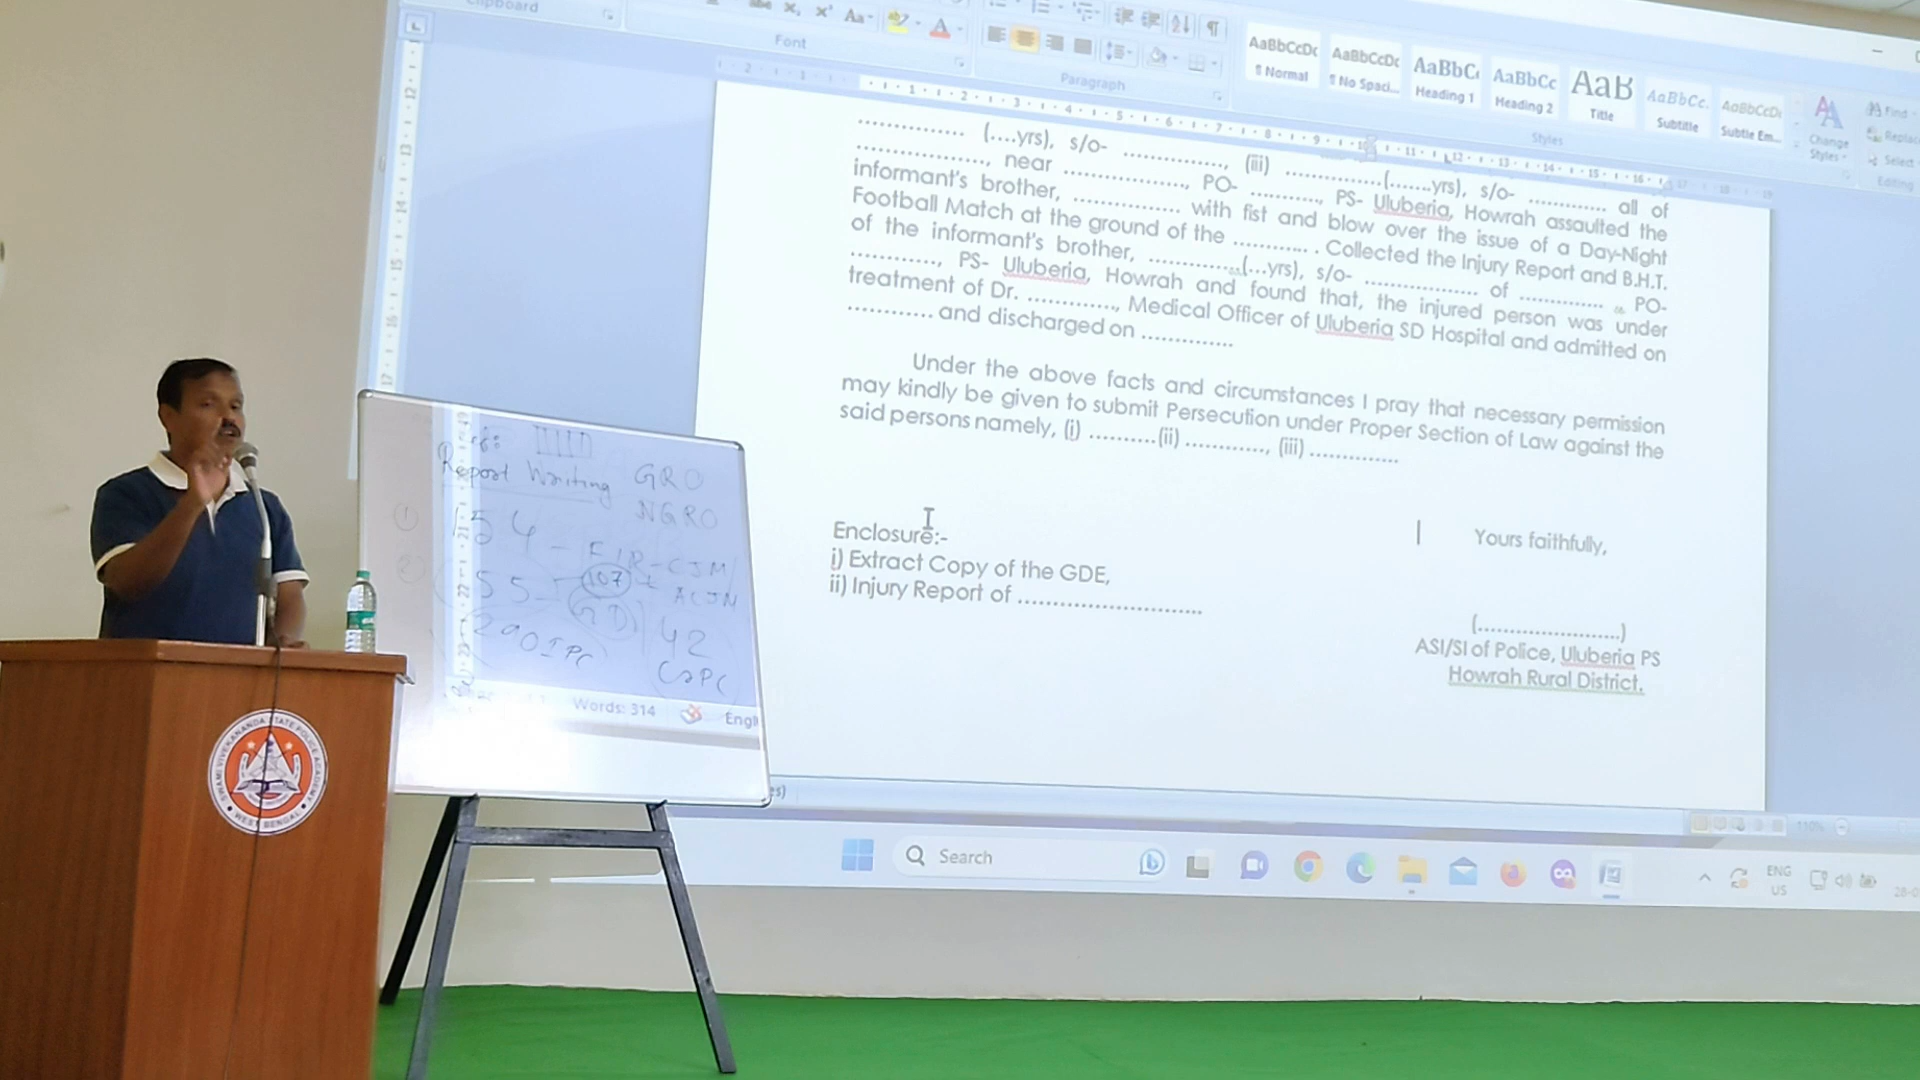 Clipboard
Font
Paragraph
Styles
AaBbCcDc
¶ Normal
AaBbCcDc
¶ No Spaci...
AaBbC
Heading 1
AaBbCc
Heading 2
AaB
Title
AaBbCc.
Subtitle
AaBbCcDi
Subtle Em...
Change
Styles
Find
Replac
Select
Editing
............... (....yrs), s/o- ..............., (iii) ..............(.......yrs), s/o- ............ all of
..................., near .................., PO- .........., PS- Uluberia, Howrah assaulted the
informant's brother, ................ with fist and blow over the issue of a Day-Night
Football Match at the ground of the ............ . Collected the Injury Report and B.H.T.
of the informant's brother, ...............(...yrs), s/o- ................. of ............. , PO-
............., PS- Uluberia, Howrah and found that, the injured person was under
treatment of Dr. ............., Medical Officer of Uluberia SD Hospital and admitted on
............. and discharged on ..............
Under the above facts and circumstances I pray that necessary permission
may kindly be given to submit Persecution under Proper Section of Law against the
said persons namely, (i) ..........(ii) ............, (iii) ..............
Enclosure:-
i) Extract Copy of the GDE,
ii) Injury Report of .............................
Yours faithfully,
(.......................)
ASI/SI of Police, Uluberia PS
Howrah Rural District.
Report Writing GRO
NGRO
① 154 - FIR - CJM/
ACJM
② 155 - 107
GD
290 IPC
42
CrPC
Words: 314
Engl
110%
Search
ENG
US
28-0
SWAMI VIVEKANANDA STATE POLICE ACADEMY
WEST BENGAL